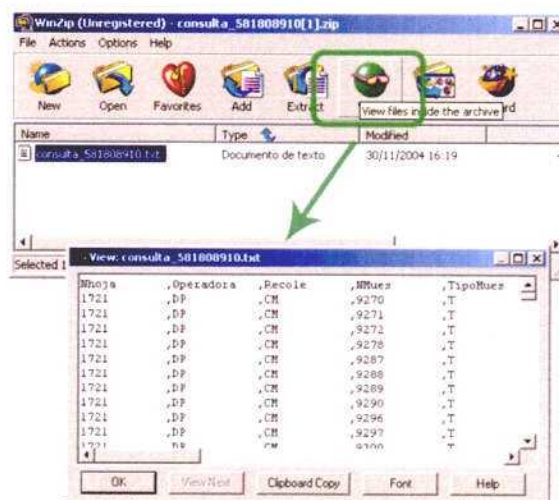 WinZip (Unregistered) - consulta_581808910[1].zip
File Actions Options Help
New Open Favorites Add Extract
View files inside the archive
Name Type Modified
consulta_581808910.txt Documento de texto 30/11/2004 16:19
Selected 1
- View: consulta_581808910.txt
Nhoja ,Operadora ,Recole ,NMues ,TipoMues
1721 ,DP ,CM ,9270 ,T
1721 ,DP ,CM ,9271 ,T
1721 ,DP ,CM ,9272 ,T
1721 ,DP ,CM ,9278 ,T
1721 ,DP ,CM ,9287 ,T
1721 ,DP ,CM ,9288 ,T
1721 ,DP ,CM ,9289 ,T
1721 ,DP ,CM ,9290 ,T
1721 ,DP ,CM ,9296 ,T
1721 ,DP ,CM ,9297 ,T
1721 ,DP ,CM
OK View Next Clipboard Copy Font Help